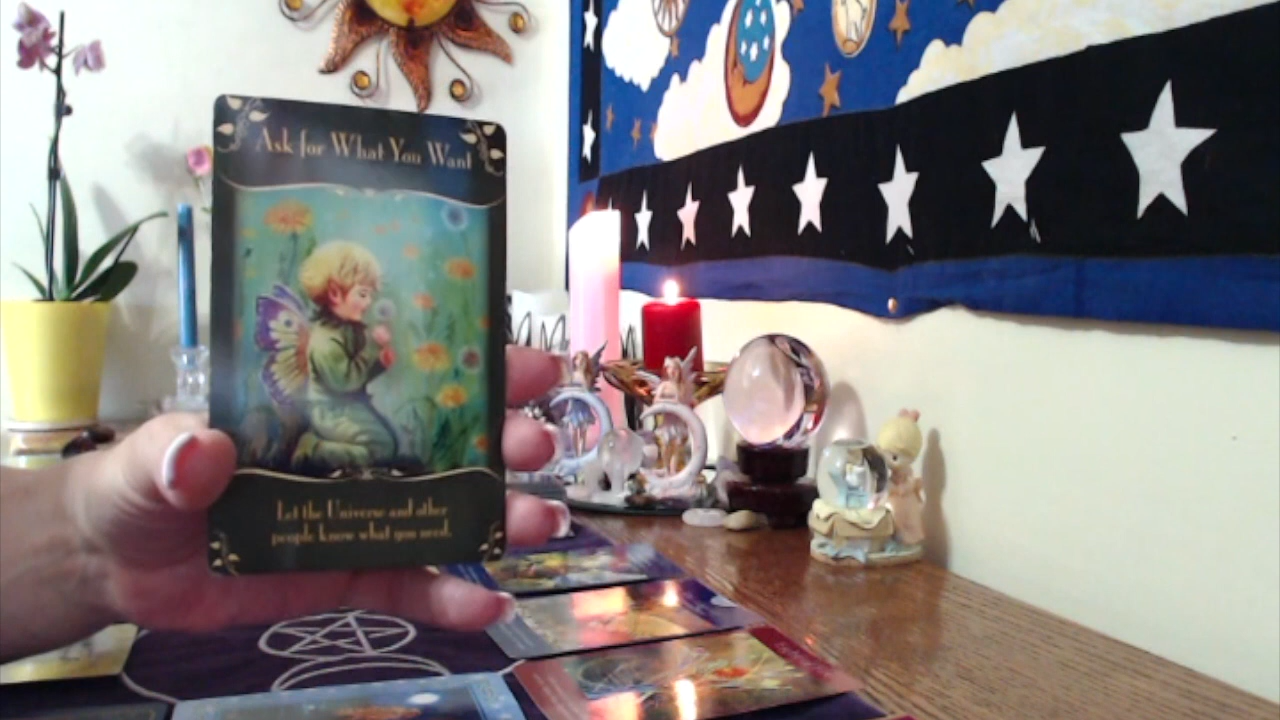 Ask for What You Want
Let the Universe and other
people know what you need.